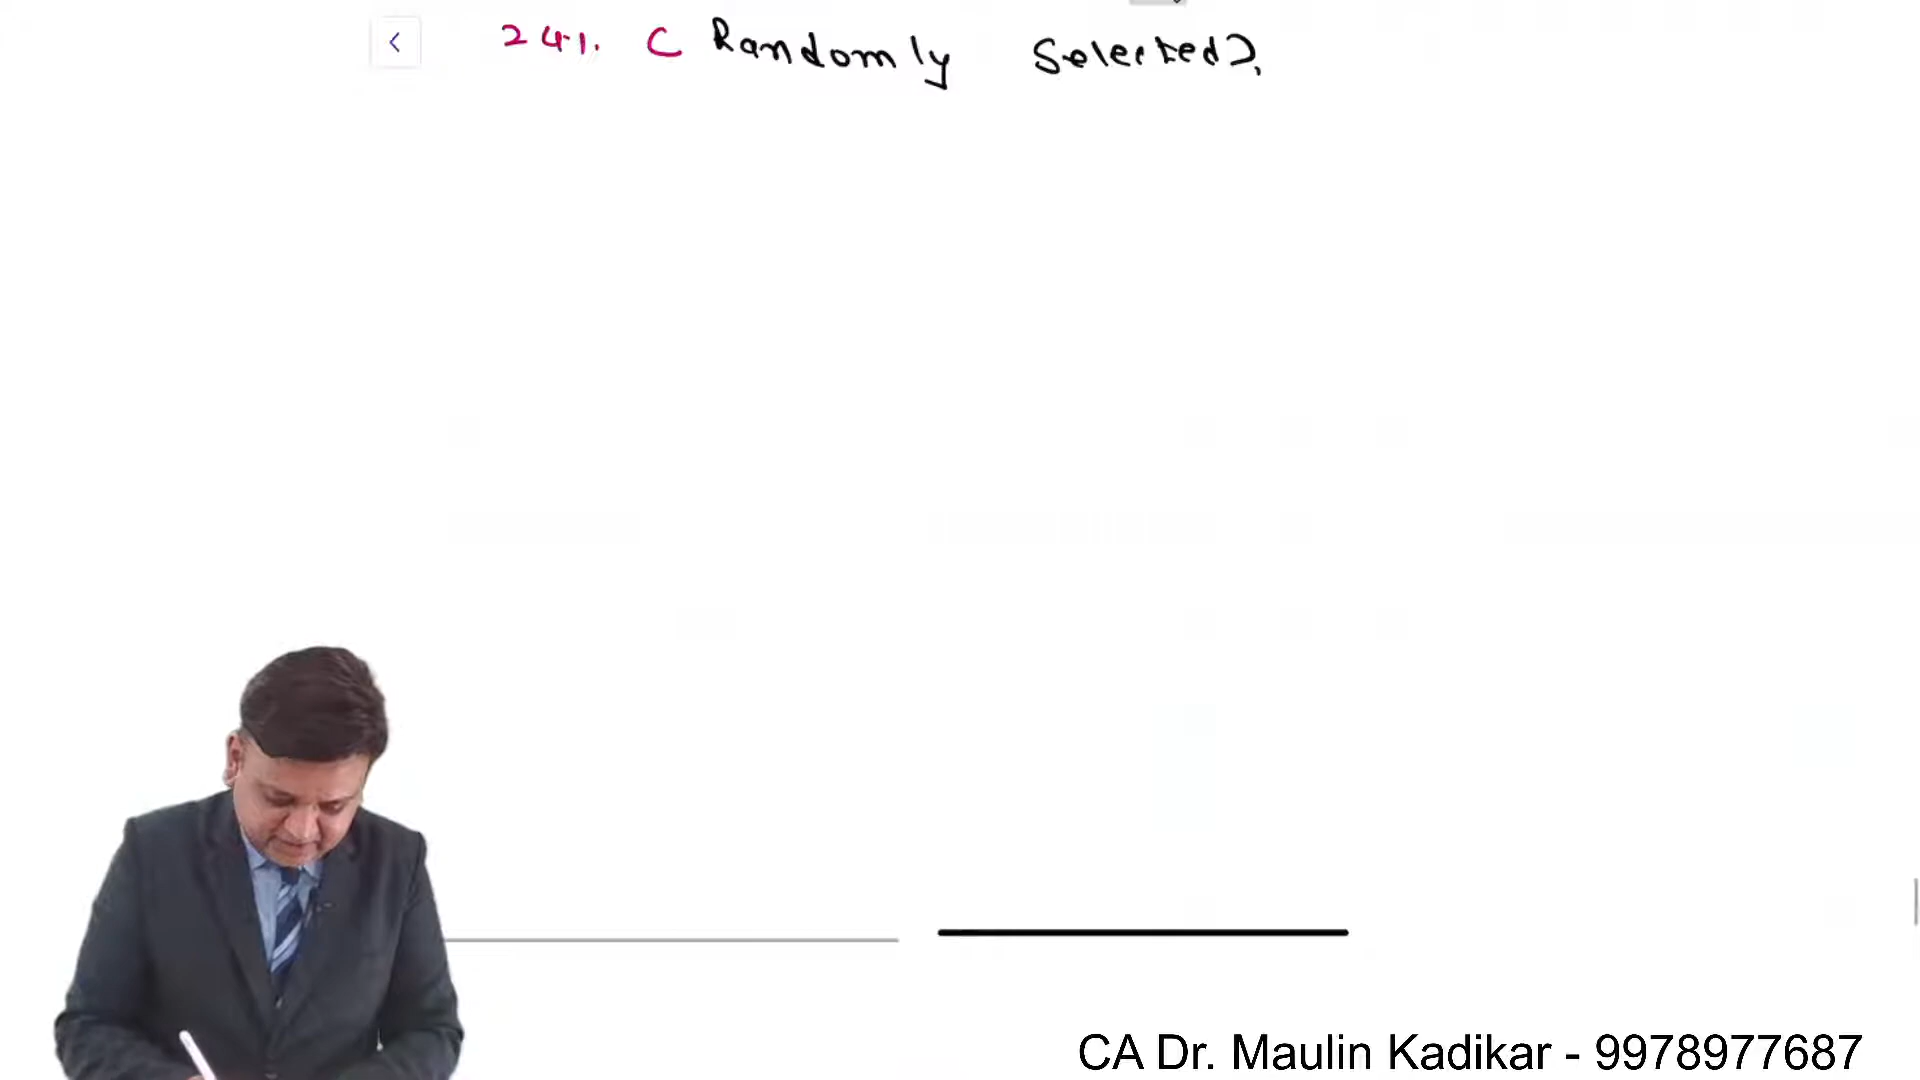 241. C Randomly Selected).
CA Dr. Maulin Kadikar - 9978977687